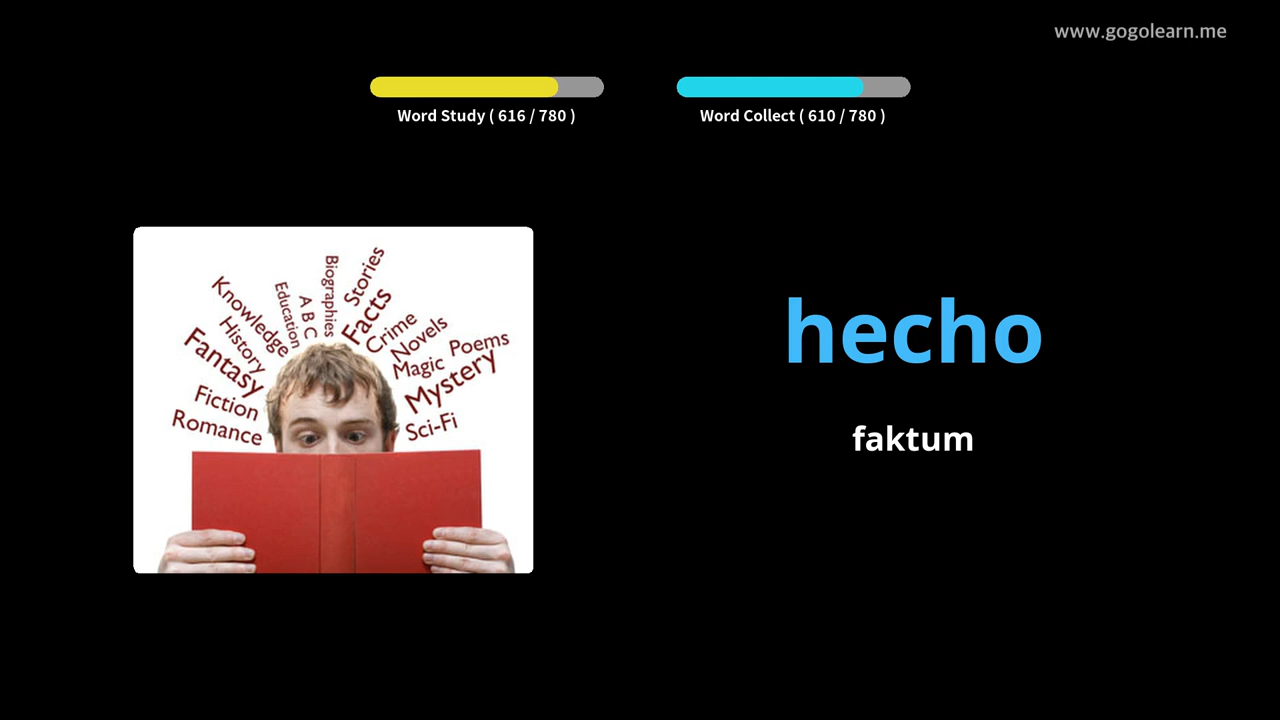 www.gogolearn.me
Word Study ( 616 / 780 )
Word Collect ( 610 / 780 )
Biographies
Stories
Education
A B C
Facts
Knowledge
Crime
History
Novels
Fantasy
Magic
Poems
Mystery
Fiction
Romance
Sci-Fi
hecho
faktum